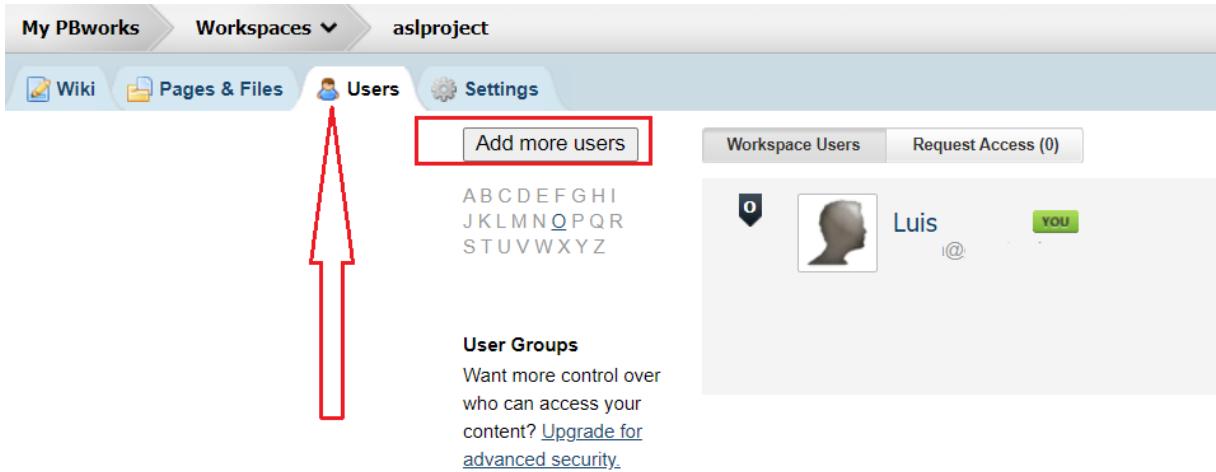 My PBworks Workspaces aslproject
Wiki Pages & Files Users Settings
Add more users
Workspace Users Request Access (0)
A B C D E F G H I
J K L M N O P Q R
S T U V W X Y Z
O
Luis YOU
@
User Groups
Want more control over
who can access your
content? Upgrade for
advanced security.